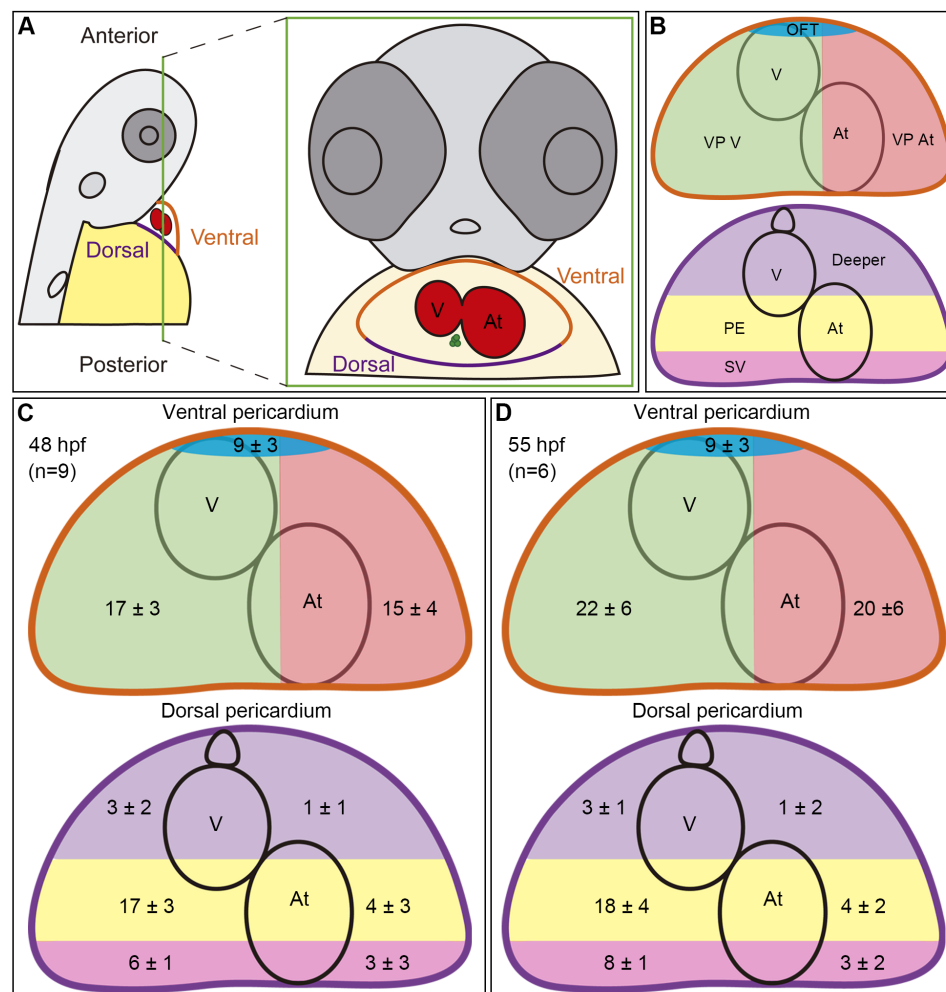 A
Anterior
Dorsal
Ventral
Posterior
Ventral
V
At
Dorsal
B
OFT
V
At
VP V
VP At
V
Deeper
PE
At
SV
C
Ventral pericardium
48 hpf
(n=9)
9 ± 3
V
At
17 ± 3
15 ± 4
Dorsal pericardium
3 ± 2
1 ± 1
V
17 ± 3
At
4 ± 3
6 ± 1
3 ± 3
D
Ventral pericardium
55 hpf
(n=6)
9 ± 3
V
At
22 ± 6
20 ±6
Dorsal pericardium
3 ± 1
1 ± 2
V
18 ± 4
At
4 ± 2
8 ± 1
3 ± 2